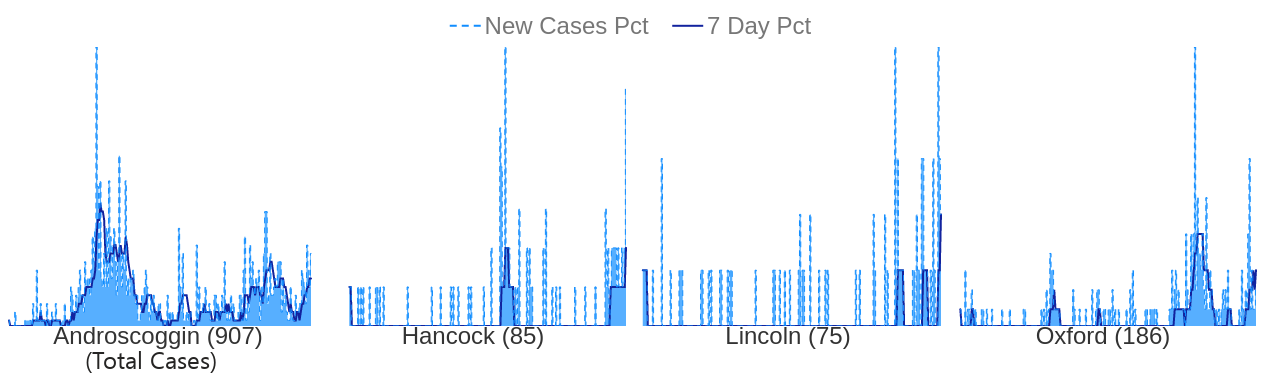 New Cases Pct 7 Day Pct
Androscoggin (907) Hancock (85) Lincoln (75) Oxford (186)
(Total Cases)